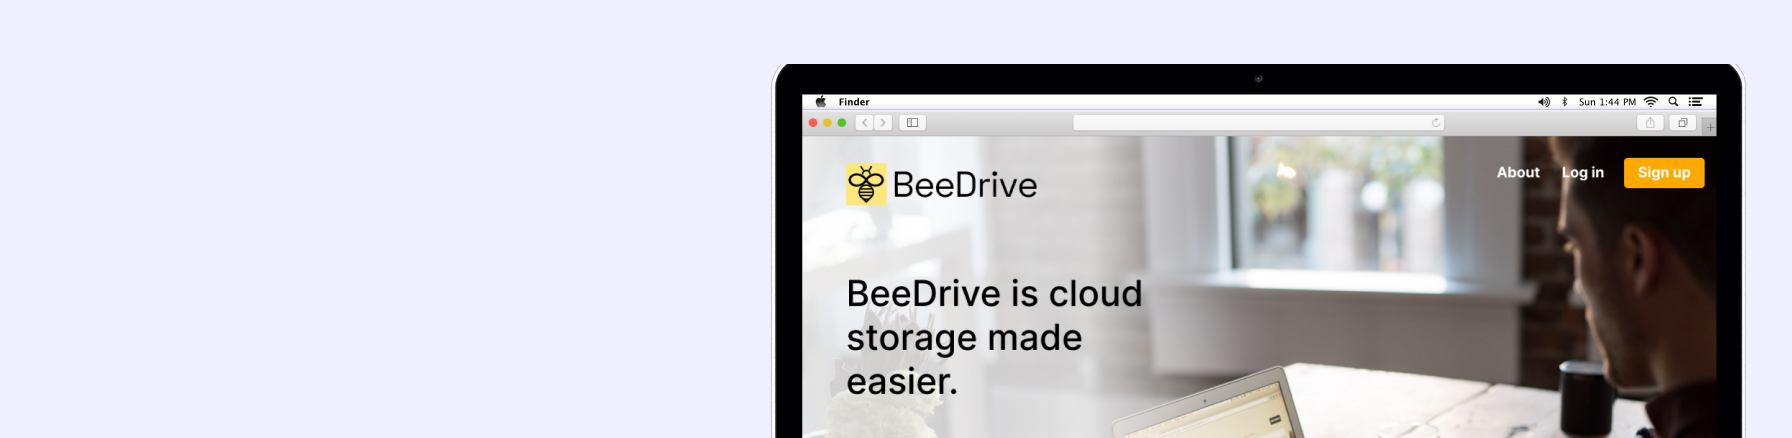 Finder
Sun 1:44 PM
BeeDrive
About
Log in
Sign up
BeeDrive is cloud
storage made
easier.